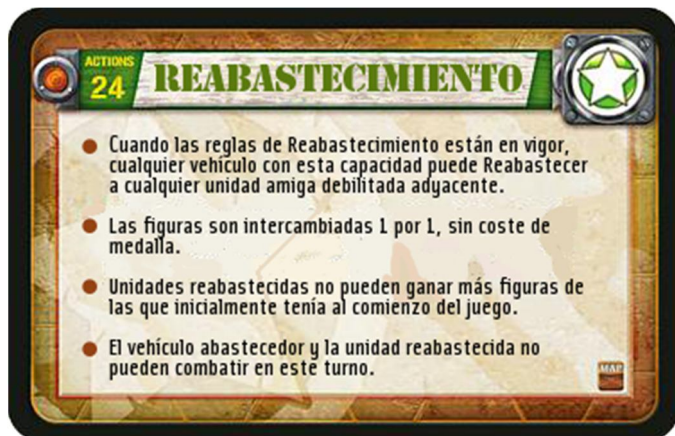 ACTIONS
24
REABASTECIMIENTO
Cuando las reglas de Reabastecimiento están en vigor,
cualquier vehículo con esta capacidad puede Reabastecer
a cualquier unidad amiga debilitada adyacente.
Las figuras son intercambiadas 1 por 1, sin coste de
medalla.
Unidades reabastecidas no pueden ganar más figuras de
las que inicialmente tenía al comienzo del juego.
El vehículo abastecedor y la unidad reabastecida no
pueden combatir en este turno.
MAP